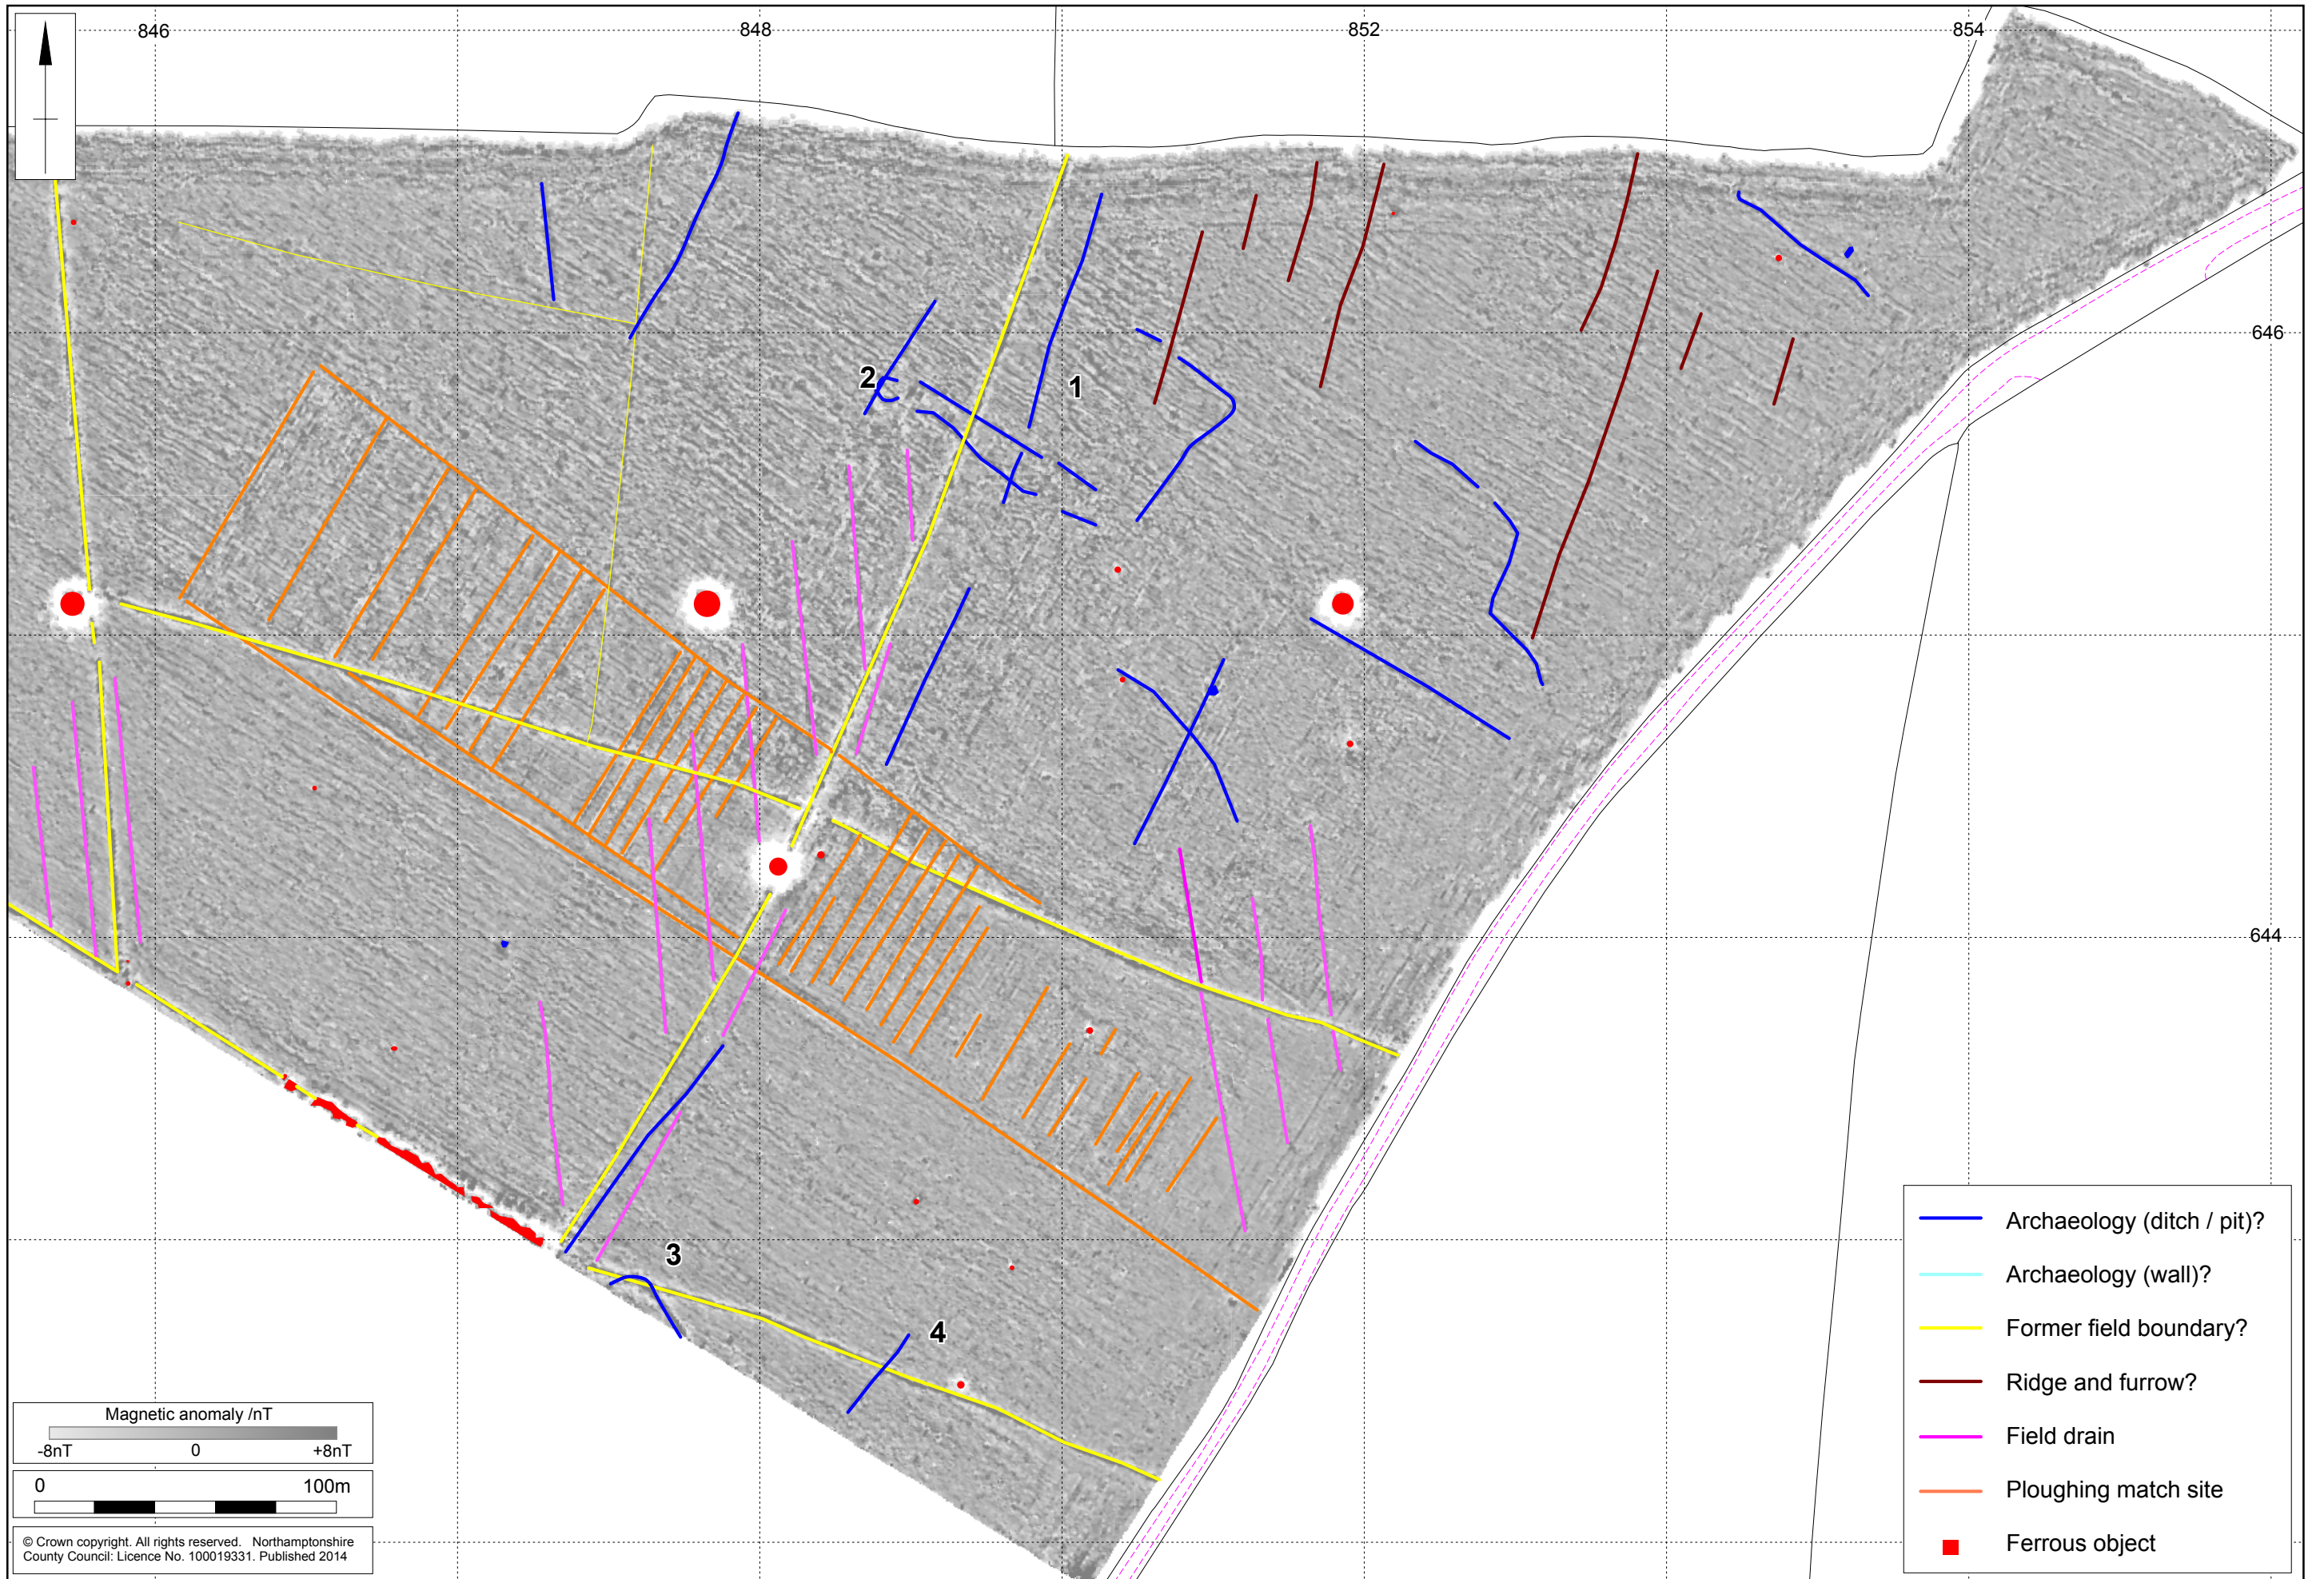 846
848
852
854
646
2
1
644
3
4
Archaeology (ditch / pit)?
Archaeology (wall)?
Former field boundary?
Ridge and furrow?
Field drain
Ploughing match site
Ferrous object
Magnetic anomaly /nT
-8nT 0 +8nT
0 100m
© Crown copyright. All rights reserved. Northamptonshire
County Council: Licence No. 100019331. Published 2014